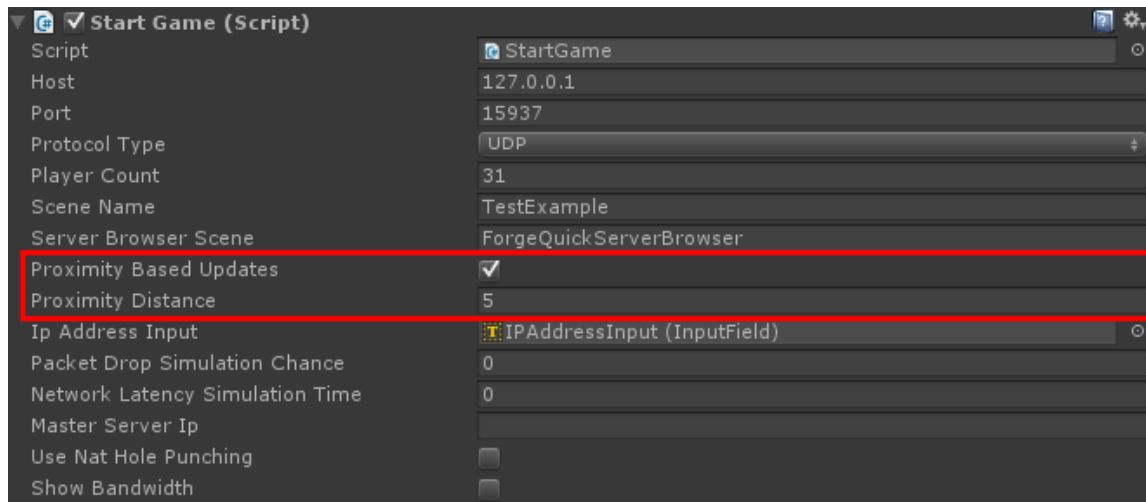 Start Game (Script)
Script StartGame
Host 127.0.0.1
Port 15937
Protocol Type UDP
Player Count 31
Scene Name TestExample
Server Browser Scene ForgeQuickServerBrowser
Proximity Based Updates
Proximity Distance 5
Ip Address Input IPAddressInput (InputField)
Packet Drop Simulation Chance 0
Network Latency Simulation Time 0
Master Server Ip
Use Nat Hole Punching
Show Bandwidth